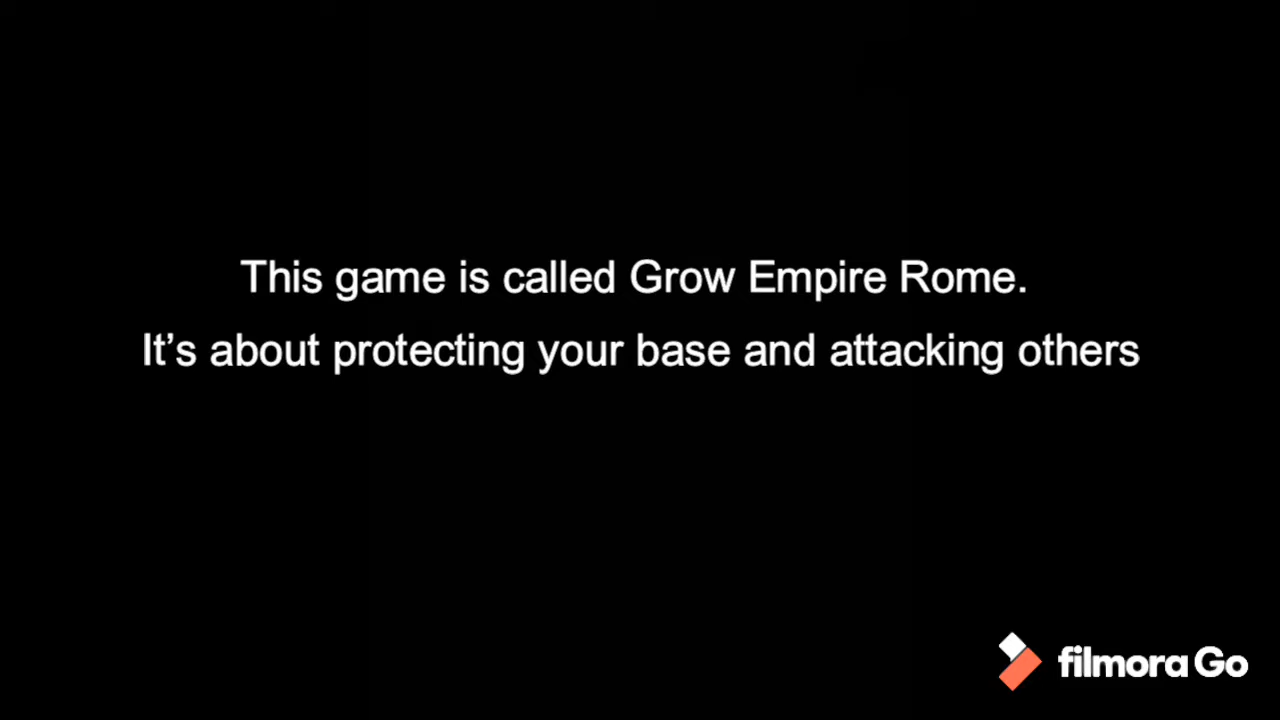 This game is called Grow Empire Rome.
It’s about protecting your base and attacking others
filmora Go